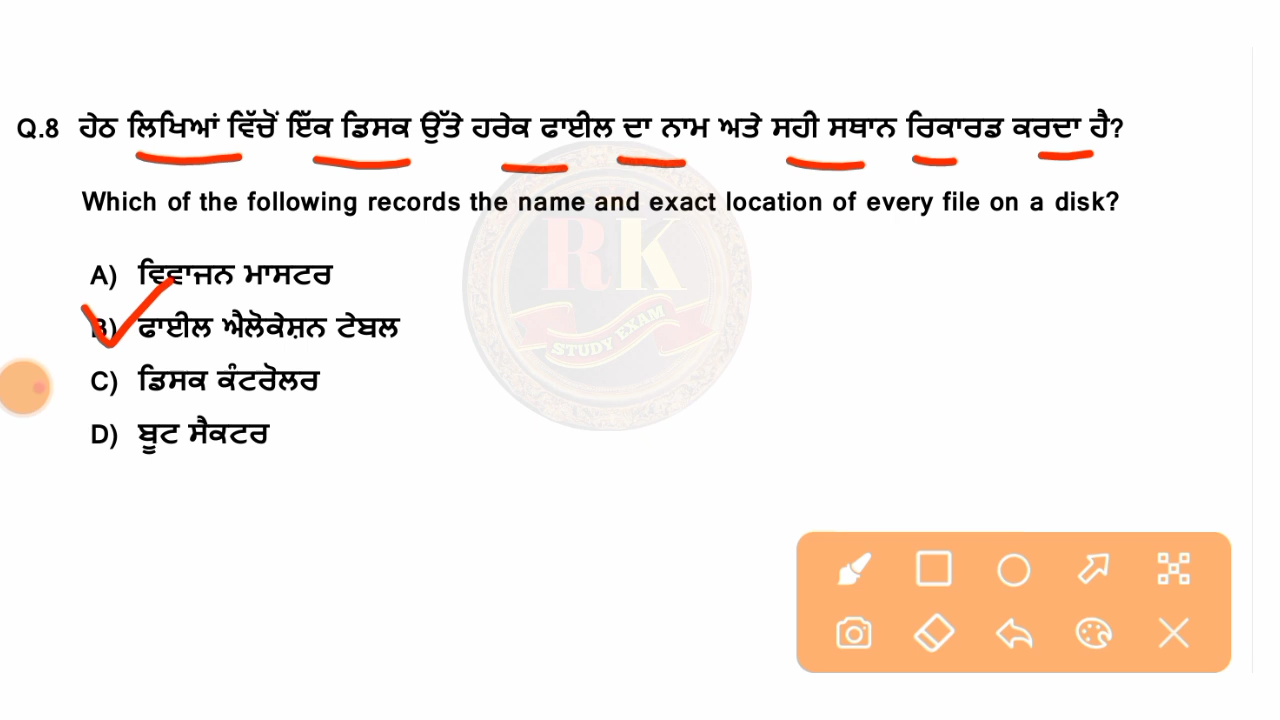 Q.8 ਹੇਠ ਲਿਖਿਆਂ ਵਿੱਚੋਂ ਇੱਕ ਡਿਸਕ ਉੱਤੇ ਹਰੇਕ ਫਾਈਲ ਦਾ ਨਾਮ ਅਤੇ ਸਹੀ ਸਥਾਨ ਰਿਕਾਰਡ ਕਰਦਾ ਹੈ?
Which of the following records the name and exact location of every file on a disk?
A) ਵਿਵਾਜਨ ਮਾਸਟਰ
B) ਫਾਈਲ ਐਲੋਕੇਸ਼ਨ ਟੇਬਲ
C) ਡਿਸਕ ਕੰਟਰੋਲਰ
D) ਬੂਟ ਸੈਕਟਰ
RK
STUDY EXAM